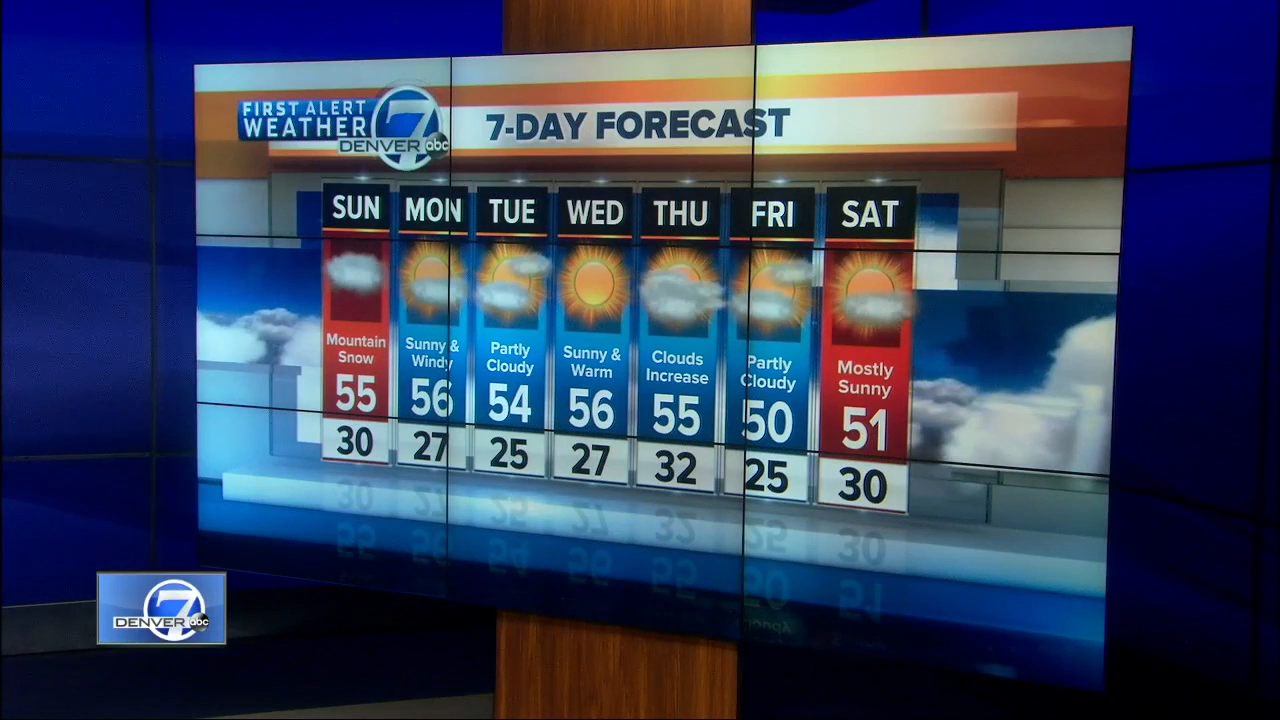 FIRST ALERT
WEATHER 7
DENVER abc
7-DAY FORECAST
SUN MON TUE WED THU FRI SAT
Mountain
Snow
55
30
Sunny &
Windy
56
27
Partly
Cloudy
54
25
Sunny &
Warm
56
27
Clouds
Increase
55
32
Partly
Cloudy
50
25
Mostly
Sunny
51
30
7
DENVER abc